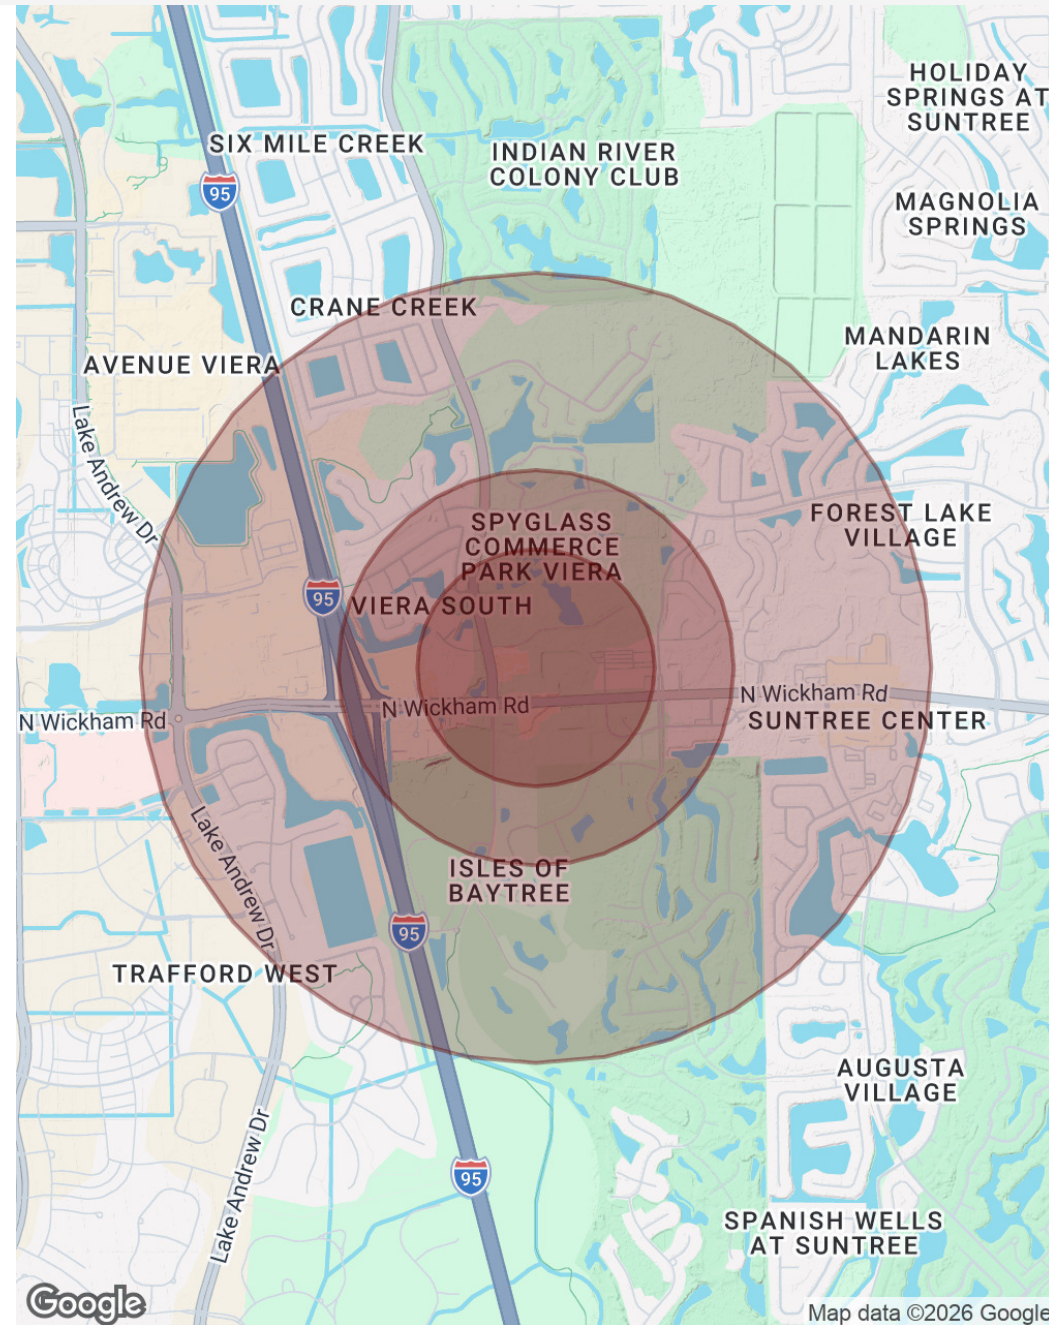 HOLIDAY
SPRINGS AT
SUNTREE
SIX MILE CREEK
INDIAN RIVER
COLONY CLUB
95
MAGNOLIA
SPRINGS
CRANE CREEK
MANDARIN
LAKES
AVENUE VIERA
Lake Andrew Dr
SPYGLASS
COMMERCE
PARK VIERA
FOREST LAKE
VILLAGE
95
VIERA SOUTH
N Wickham Rd
N Wickham Rd
N Wickham Rd
SUNTREE CENTER
Lake Andrew Dr
ISLES OF
BAYTREE
95
TRAFFORD WEST
AUGUSTA
VILLAGE
Lake Andrew Dr
95
SPANISH WELLS
AT SUNTREE
Google
Map data ©2026 Google